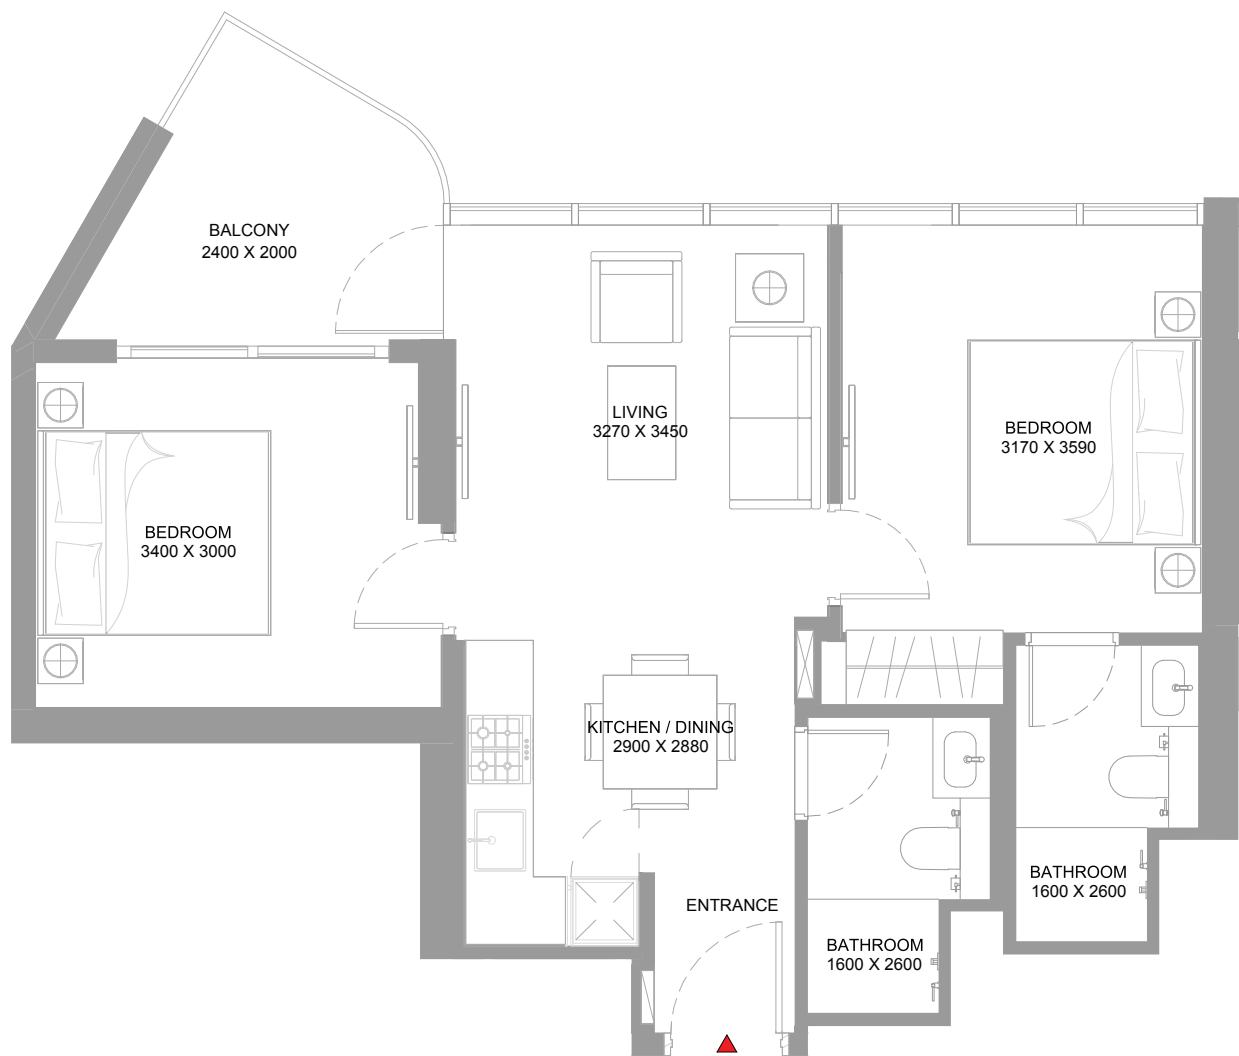 BALCONY
2400 X 2000
LIVING
3270 X 3450
BEDROOM
3170 X 3590
BEDROOM
3400 X 3000
KITCHEN / DINING
2900 X 2880
BATHROOM
1600 X 2600
ENTRANCE
BATHROOM
1600 X 2600